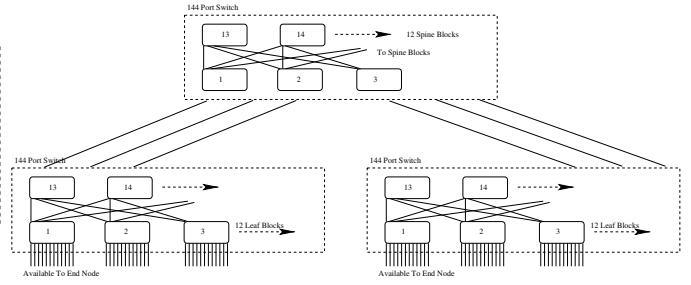 144 Port Switch
13
14
12 Spine Blocks
To Spine Blocks
1
2
3
144 Port Switch
13
14
1
2
3
12 Leaf Blocks
Available To End Node
144 Port Switch
13
14
1
2
3
12 Leaf Blocks
Available To End Node